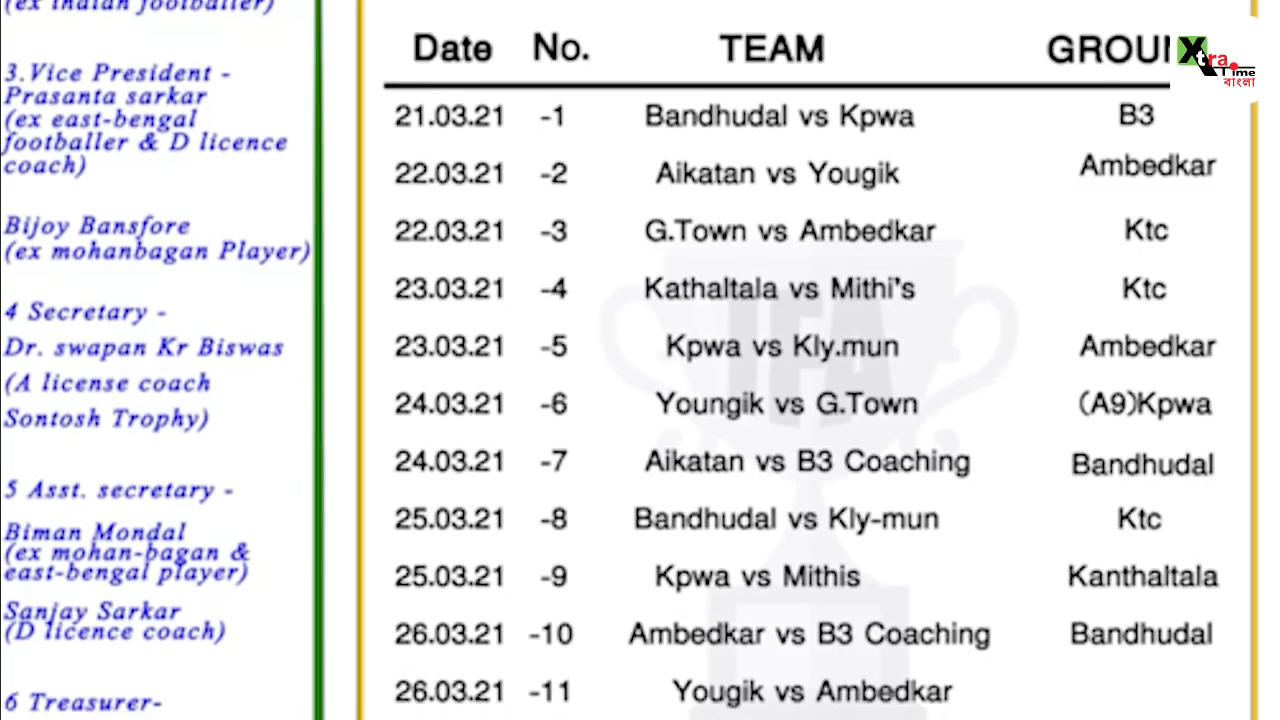 (ex indian footballer)
3.Vice President -
Prasanta sarkar
(ex east-bengal
footballer & D licence
coach)
Bijoy Bansfore
(ex mohanbagan Player)
4 Secretary -
Dr. swapan Kr Biswas
(A license coach
Sontosh Trophy)
5 Asst. secretary -
Biman Mondal
(ex mohan-bagan &
east-bengal player)
Sanjay Sarkar
(D licence coach)
6 Treasurer-
Date No. TEAM GROUN
21.03.21 -1 Bandhudal vs Kpwa B3
22.03.21 -2 Aikatan vs Yougik Ambedkar
22.03.21 -3 G.Town vs Ambedkar Ktc
23.03.21 -4 Kathaltala vs Mithi's Ktc
23.03.21 -5 Kpwa vs Kly.mun Ambedkar
24.03.21 -6 Youngik vs G.Town (A9)Kpwa
24.03.21 -7 Aikatan vs B3 Coaching Bandhudal
25.03.21 -8 Bandhudal vs Kly-mun Ktc
25.03.21 -9 Kpwa vs Mithis Kanthaltala
26.03.21 -10 Ambedkar vs B3 Coaching Bandhudal
26.03.21 -11 Yougik vs Ambedkar
IFA
Xtra
Time
বাংলা